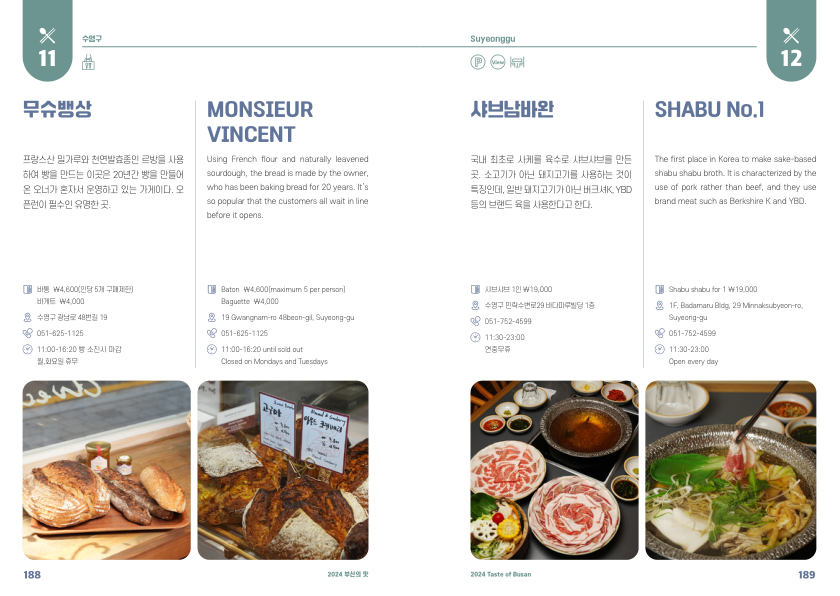 11
수영구
무슈뱅상
프랑스산 밀가루와 천연발효종인 르방을 사용
하여 빵을 만드는 이곳은 20년간 빵을 만들어
온 오너가 혼자서 운영하고 있는 가게이다. 오
픈런이 필수인 유명한 곳.
바통 ₩4,600(인당 5개 구매제한)
바게트 ₩4,000
수영구 광남로 48번길 19
051-625-1125
11:00-16:20 빵 소진시 마감
월,화요일 휴무
MONSIEUR
VINCENT
Using French flour and naturally leavened
sourdough, the bread is made by the owner,
who has been baking bread for 20 years. It's
so popular that the customers all wait in line
before it opens.
Baton ₩4,600(maximum 5 per person)
Baguette ₩4,000
19 Gwangnam-ro 48beon-gil, Suyeong-gu
051-625-1125
11:00-16:20 until sold out
Closed on Mondays and Tuesdays
고구마
188
2024 부산의 맛
Suyeonggu
12
P
View
샤브남바완
국내 최초로 사케를 육수로 샤브샤브를 만든
곳. 소고기가 아닌 돼지고기를 사용하는 것이
특징인데, 일반 돼지고기가 아닌 버크셔K, YBD
등의 브랜드 육을 사용한다고 한다.
샤브샤브 1인 ₩19,000
수영구 민락수변로29 바다마루빌딩 1층
051-752-4599
11:30-23:00
연중무휴
SHABU No.1
The first place in Korea to make sake-based
shabu shabu broth. It is characterized by the
use of pork rather than beef, and they use
brand meat such as Berkshire K and YBD.
Shabu shabu for 1 ₩19,000
1F, Badamaru Bldg, 29 Minnaksubyeon-ro,
Suyeong-gu
051-752-4599
11:30-23:00
Open every day
2024 Taste of Busan
189